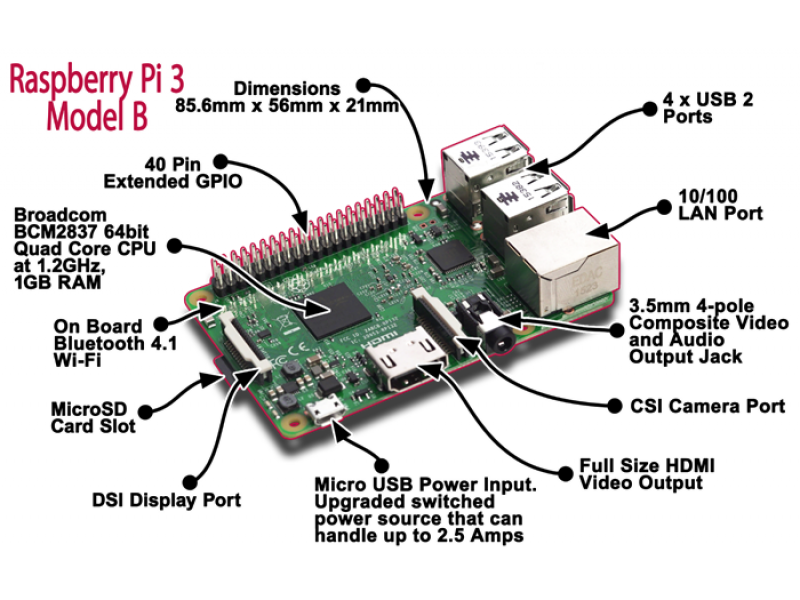 Raspberry Pi 3
Model B
Dimensions
85.6mm x 56mm x 21mm
4 x USB 2
Ports
40 Pin
Extended GPIO
10/100
LAN Port
Broadcom
BCM2837 64bit
Quad Core CPU
at 1.2GHz,
1GB RAM
On Board
Bluetooth 4.1
Wi-Fi
3.5mm 4-pole
Composite Video
and Audio
Output Jack
MicroSD
Card Slot
CSI Camera Port
DSI Display Port
Micro USB Power Input.
Upgraded switched
power source that can
handle up to 2.5 Amps
Full Size HDMI
Video Output
HDMI